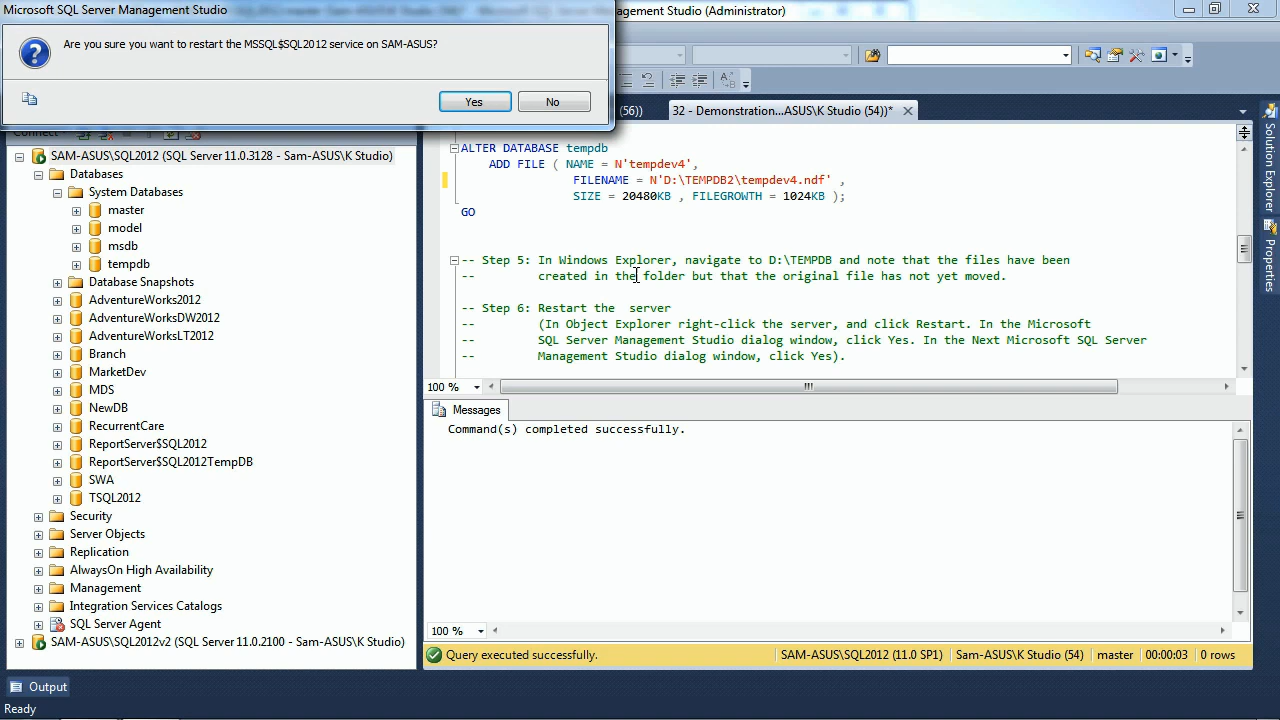 Microsoft SQL Server Management Studio
agement Studio (Administrator)
Are you sure you want to restart the MSSQL$SQL2012 service on SAM-ASUS?
Yes
No
(56))
32 - Demonstration...ASUS\K Studio (54))*
SAM-ASUS\SQL2012 (SQL Server 11.0.3128 - Sam-ASUS\K Studio)
Databases
System Databases
master
model
msdb
tempdb
Database Snapshots
AdventureWorks2012
AdventureWorksDW2012
AdventureWorksLT2012
Branch
MarketDev
MDS
NewDB
RecurrentCare
ReportServer$SQL2012
ReportServer$SQL2012TempDB
SWA
TSQL2012
Security
Server Objects
Replication
AlwaysOn High Availability
Management
Integration Services Catalogs
SQL Server Agent
SAM-ASUS\SQL2012v2 (SQL Server 11.0.2100 - Sam-ASUS\K Studio)
ALTER DATABASE tempdb
ADD FILE ( NAME = N'tempdev4',
FILENAME = N'D:\TEMPDB2\tempdev4.ndf' ,
SIZE = 20480KB , FILEGROWTH = 1024KB );
GO
-- Step 5: In Windows Explorer, navigate to D:\TEMPDB and note that the files have been
-- created in the folder but that the original file has not yet moved.
-- Step 6: Restart the  server
-- (In Object Explorer right-click the server, and click Restart. In the Microsoft
-- SQL Server Management Studio dialog window, click Yes. In the Next Microsoft SQL Server
-- Management Studio dialog window, click Yes).
100 %
Messages
Command(s) completed successfully.
100 %
Query executed successfully.
SAM-ASUS\SQL2012 (11.0 SP1)
Sam-ASUS\K Studio (54)
master
00:00:03
0 rows
Solution Explorer
Properties
Output
Ready